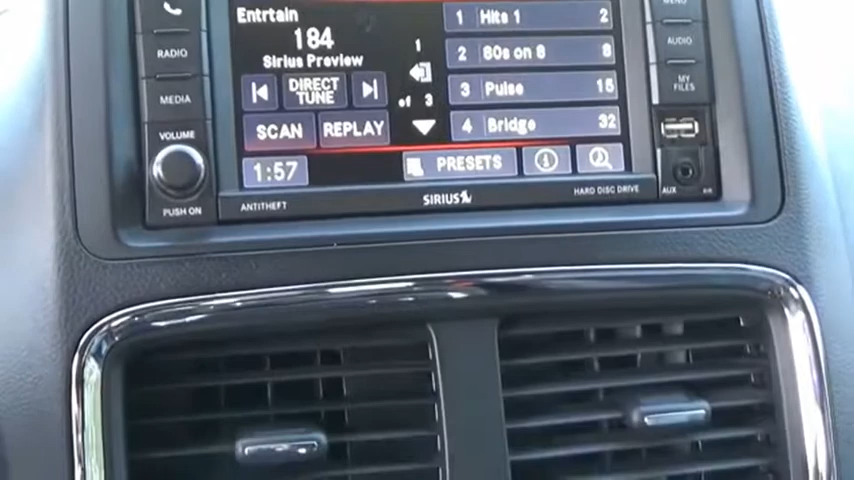 MENU
Entrtain
184
Sirius Preview
DIRECT
TUNE
SCAN REPLAY
1:57
1
of 3
1 Hits 1 2
2 80s on 8 8
3 Pulse 15
4 Bridge 32
PRESETS
RADIO
MEDIA
VOLUME
PUSH ON
AUDIO
MY
FILES
AUX
ANTITHEFT
SIRIUS
HARD DISC DRIVE